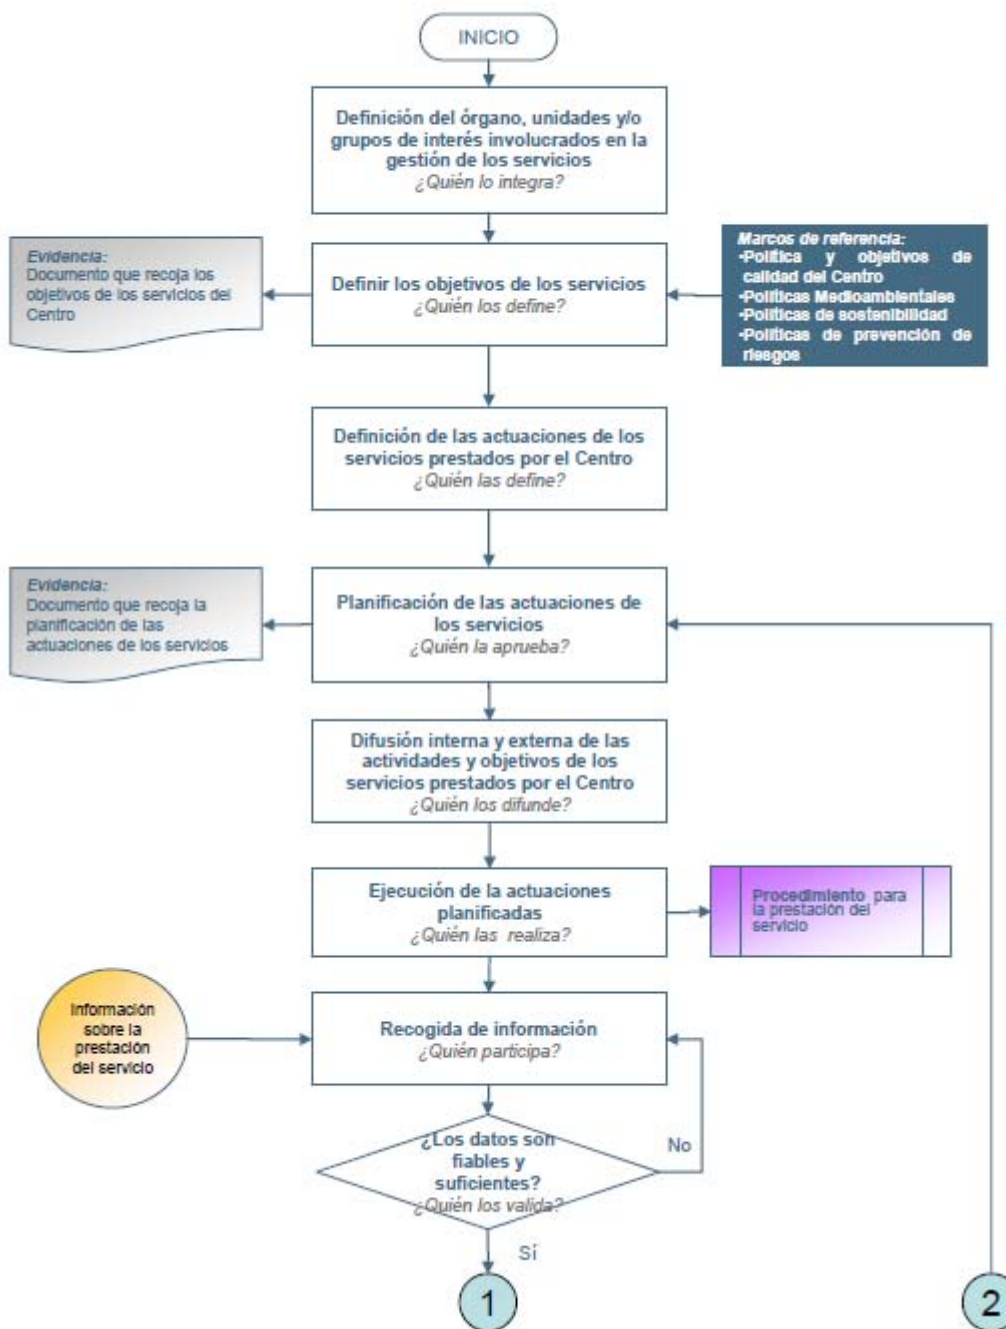 INICIO
Definición del órgano, unidades y/o
grupos de interés involucrados en la
gestión de los servicios
¿Quién lo integra?
Evidencia:
Documento que recoja los
objetivos de los servicios del
Centro
Definir los objetivos de los servicios
¿Quién los define?
Marcos de referencia:
•Política y objetivos de
calidad del Centro
•Políticas Medioambientales
•Políticas de sostenibilidad
•Políticas de prevención de
riesgos
Definición de las actuaciones de los
servicios prestados por el Centro
¿Quién las define?
Evidencia:
Documento que recoja la
planificación de las
actuaciones de los servicios
Planificación de las actuaciones de
los servicios
¿Quién la aprueba?
Difusión interna y externa de las
actividades y objetivos de los
servicios prestados por el Centro
¿Quién los difunde?
Ejecución de la actuaciones
planificadas
¿Quién las realiza?
Procedimiento para
la prestación del
servicio
Información
sobre la
prestación
del servicio
Recogida de información
¿Quién participa?
¿Los datos son
fiables y
suficientes?
¿Quién los valida?
No
Sí
1
2